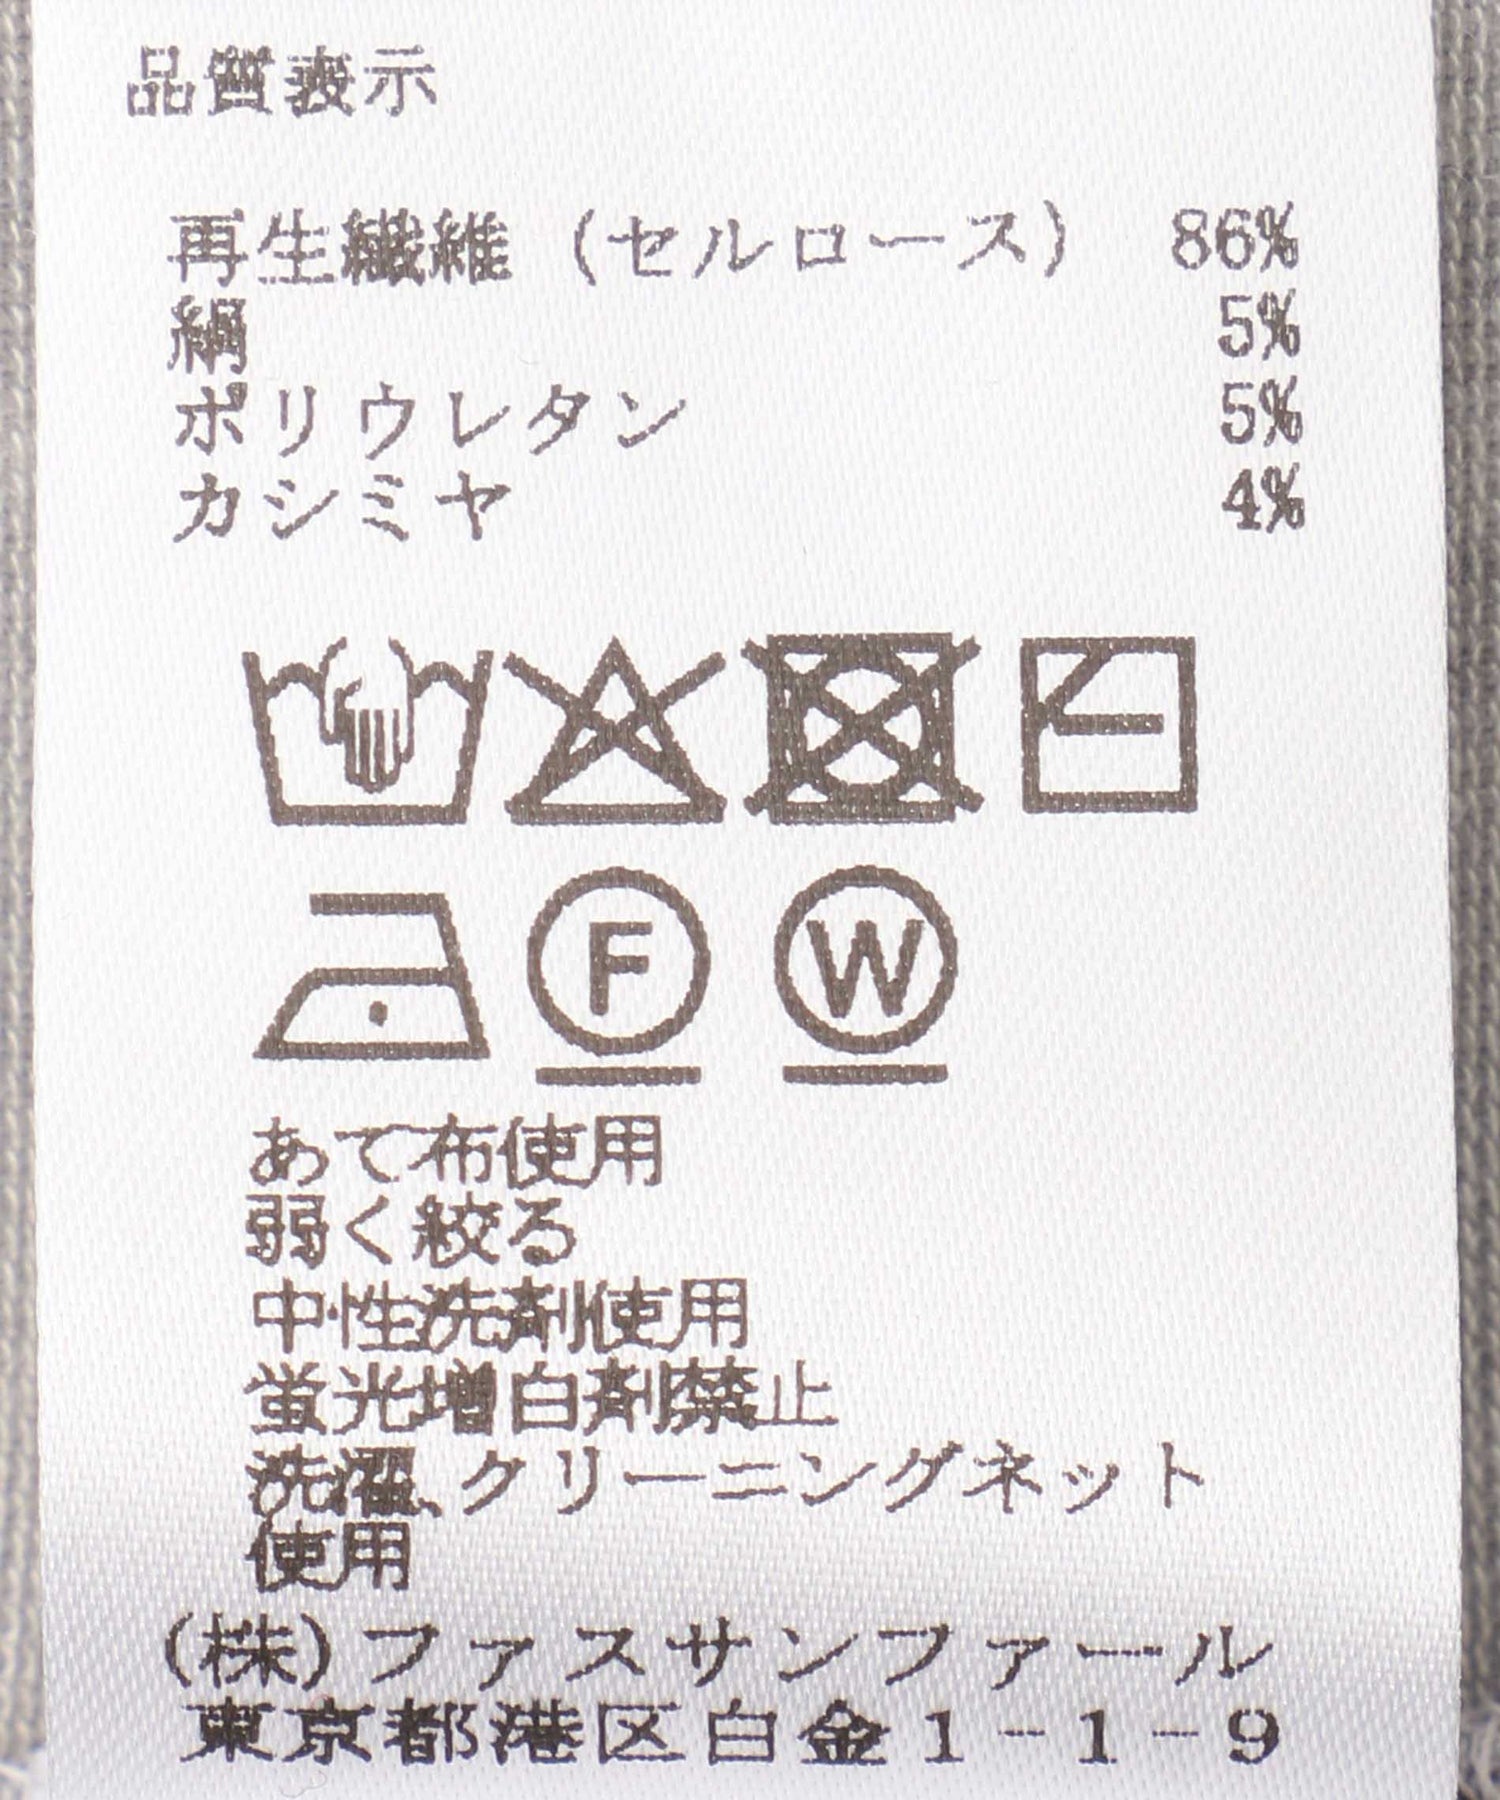 品質表示
再生繊維（セルロース） 86%
絹 5%
ポリウレタン 5%
カシミヤ 4%
F W
あて布使用
弱く絞る
中性洗剤使用
蛍光増白剤禁止
洗濯、クリーニングネット
使用
(株)ファスサンファール
東京都港区白金1-1-9